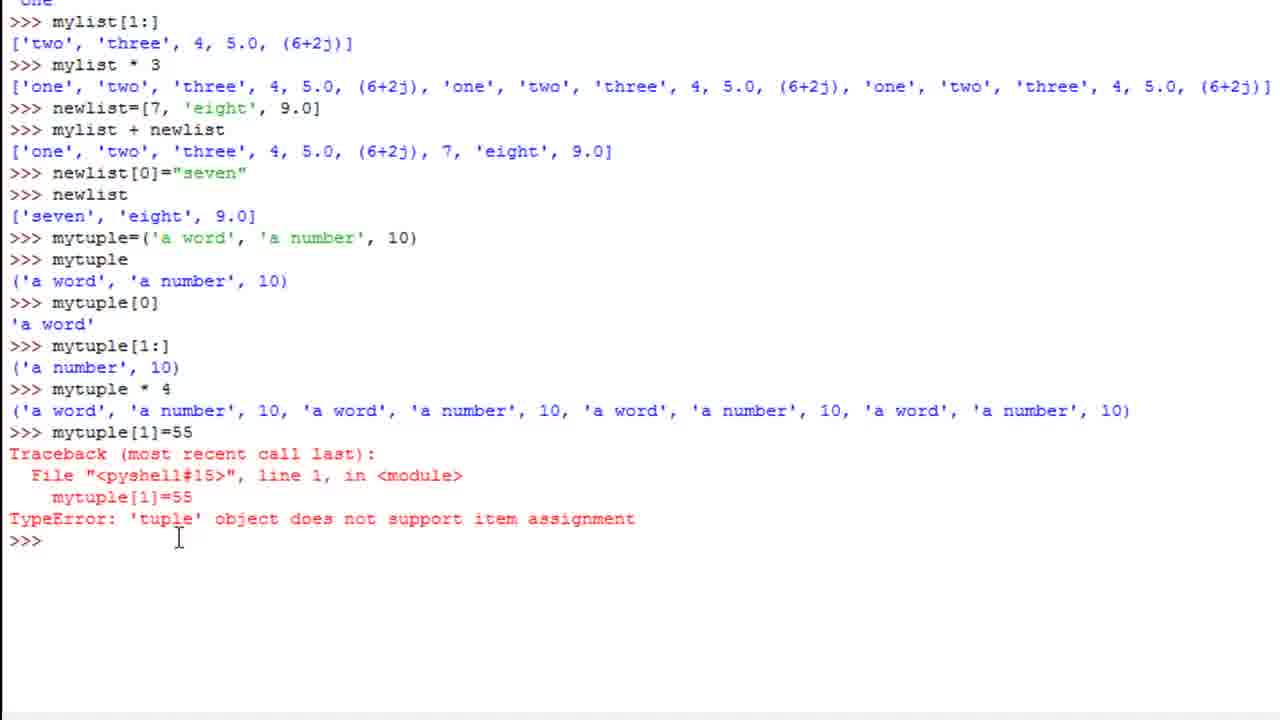 'one'
>>> mylist[1:]
['two', 'three', 4, 5.0, (6+2j)]
>>> mylist * 3
['one', 'two', 'three', 4, 5.0, (6+2j), 'one', 'two', 'three', 4, 5.0, (6+2j), 'one', 'two', 'three', 4, 5.0, (6+2j)]
>>> newlist=[7, 'eight', 9.0]
>>> mylist + newlist
['one', 'two', 'three', 4, 5.0, (6+2j), 7, 'eight', 9.0]
>>> newlist[0]="seven"
>>> newlist
['seven', 'eight', 9.0]
>>> mytuple=('a word', 'a number', 10)
>>> mytuple
('a word', 'a number', 10)
>>> mytuple[0]
'a word'
>>> mytuple[1:]
('a number', 10)
>>> mytuple * 4
('a word', 'a number', 10, 'a word', 'a number', 10, 'a word', 'a number', 10, 'a word', 'a number', 10)
>>> mytuple[1]=55
Traceback (most recent call last):
  File "<pyshell#15>", line 1, in <module>
    mytuple[1]=55
TypeError: 'tuple' object does not support item assignment
>>>